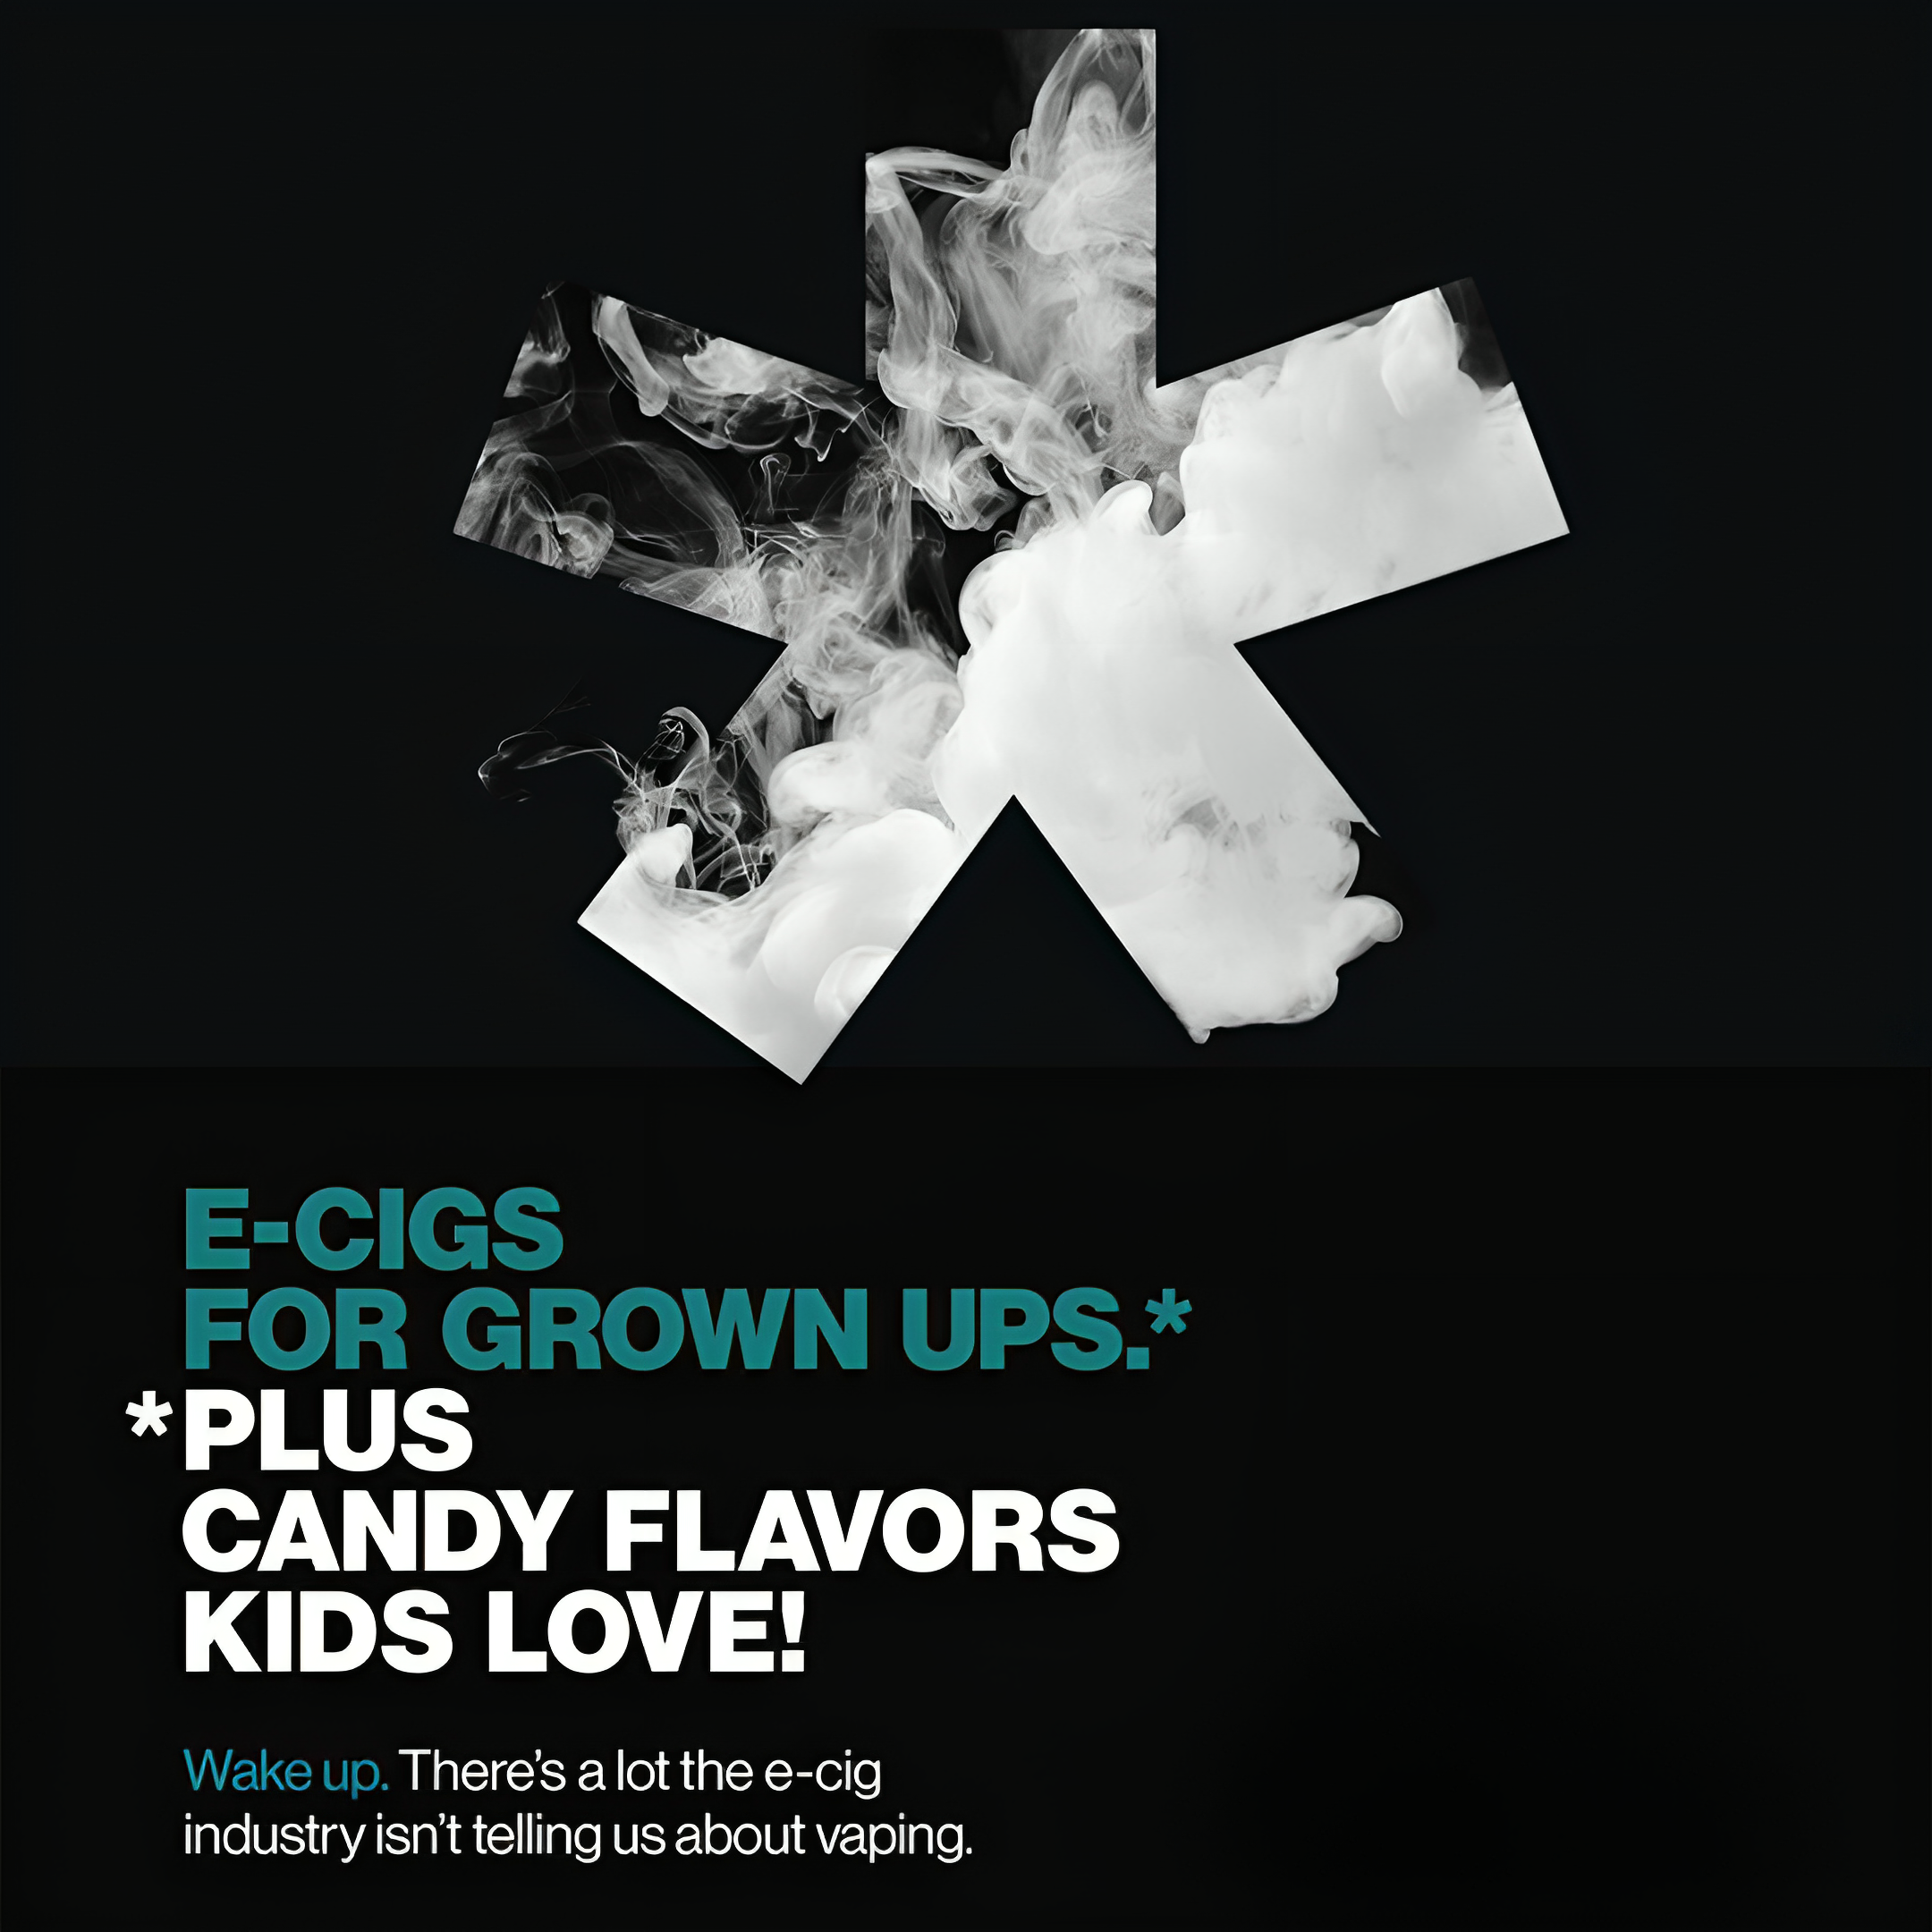 E-CIGS
FOR GROWN UPS.*
*PLUS
CANDY FLAVORS
KIDS LOVE!
Wake up. There's a lot the e-cig
industry isn't telling us about vaping.